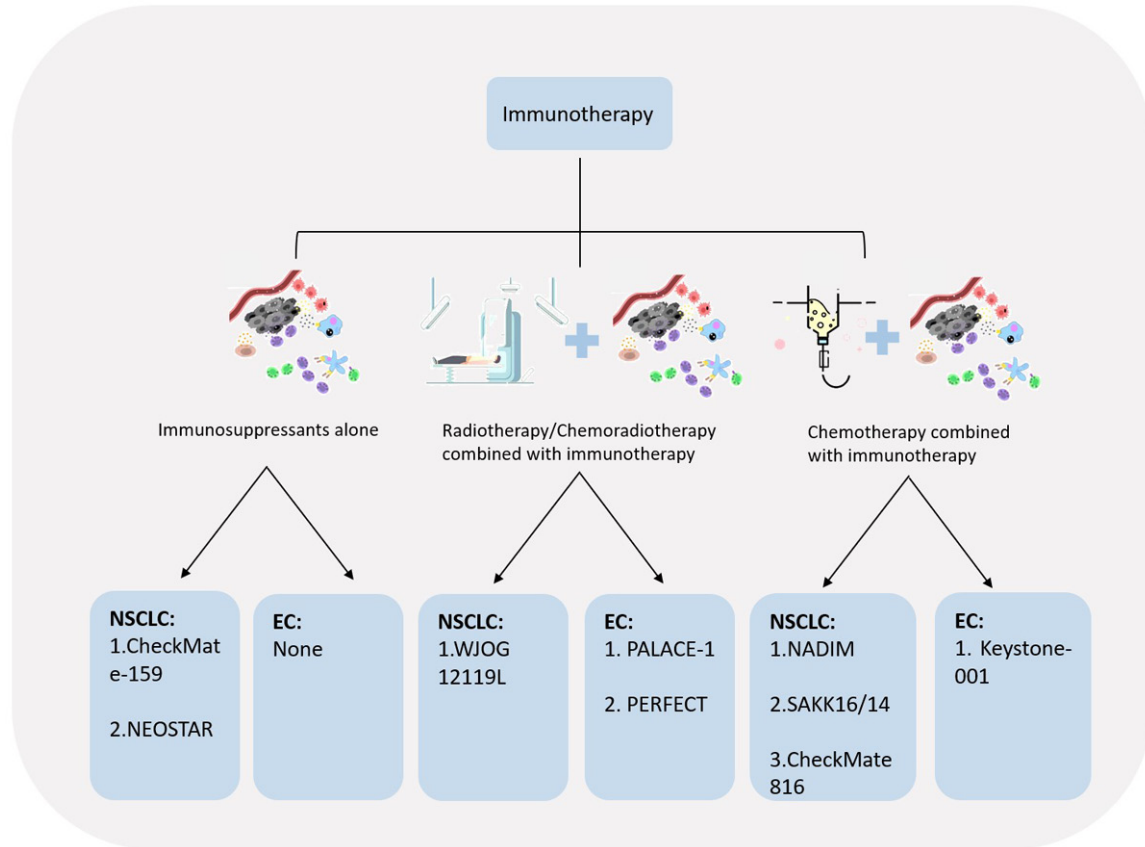 Immunotherapy
Immunosuppressants alone
Radiotherapy/Chemoradiotherapy
combined with immunotherapy
Chemotherapy combined
with immunotherapy
NSCLC:
1.CheckMat
e-159
2.NEOSTAR
EC:
None
NSCLC:
1.WJOG
12119L
EC:
1. PALACE-1
2. PERFECT
NSCLC:
1.NADIM
2.SAKK16/14
3.CheckMate
816
EC:
1. Keystone-
001